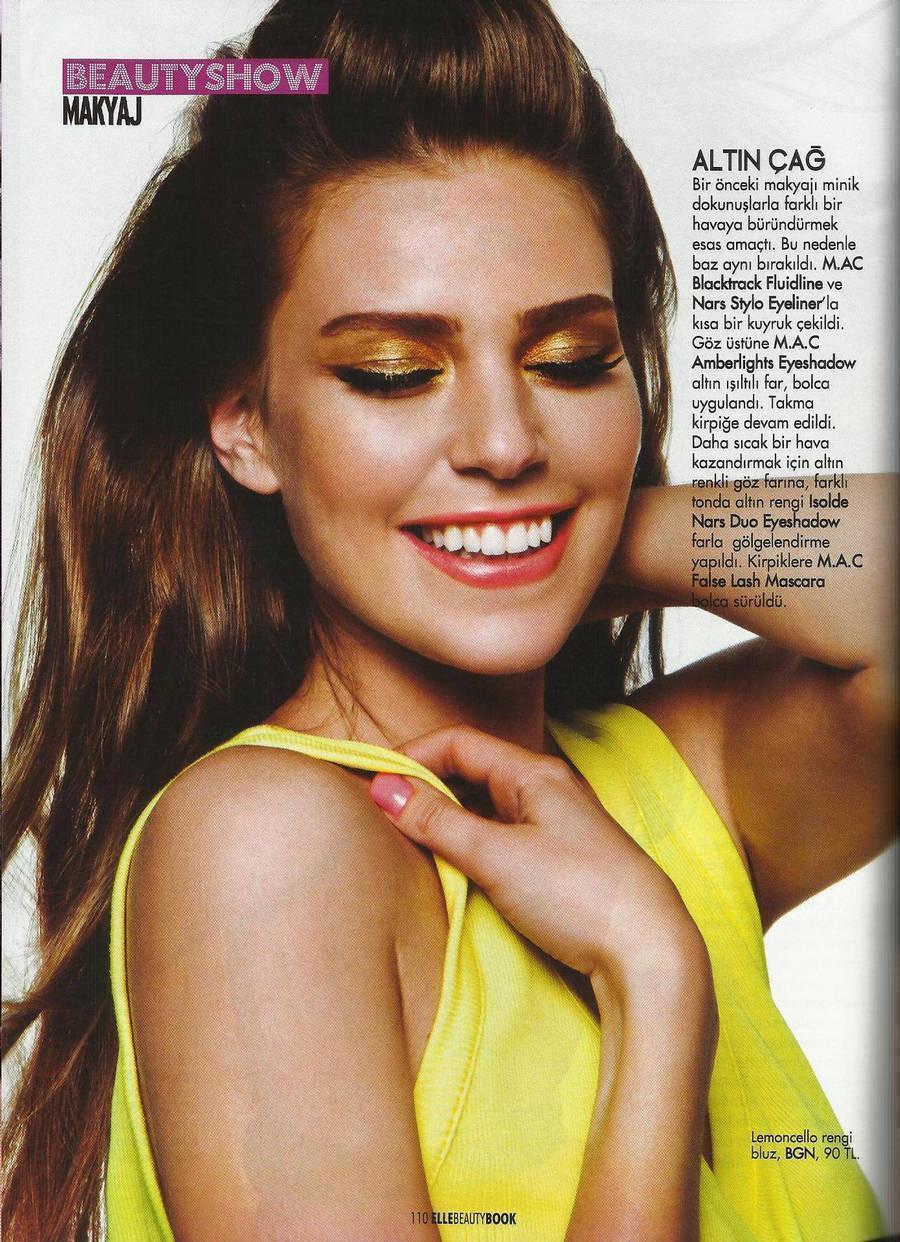 BEAUTYSHOW
MAKYAJ
ALTIN ÇAĞ
Bir önceki makyajı minik
dokunuşlarla farklı bir
havaya büründürmek
esas amaçtı. Bu nedenle
baz aynı bırakıldı. M.AC
Blacktrack Fluidline ve
Nars Stylo Eyeliner'la
kısa bir kuyruk çekildi.
Göz üstüne M.A.C
Amberlights Eyeshadow
altın ışıltılı far, bolca
uygulandı. Takma
kirpiğe devam edildi.
Daha sıcak bir hava
kazandırmak için altın
renkli göz farına, farklı
tonda altın rengi Isolde
Nars Duo Eyeshadow
farla gölgelendirme
yapıldı. Kirpiklere M.A.C
False Lash Mascara
bolca sürüldü.
Lemoncello rengi
bluz, BGN, 90 TL.
110 ELLEBEAUTYBOOK